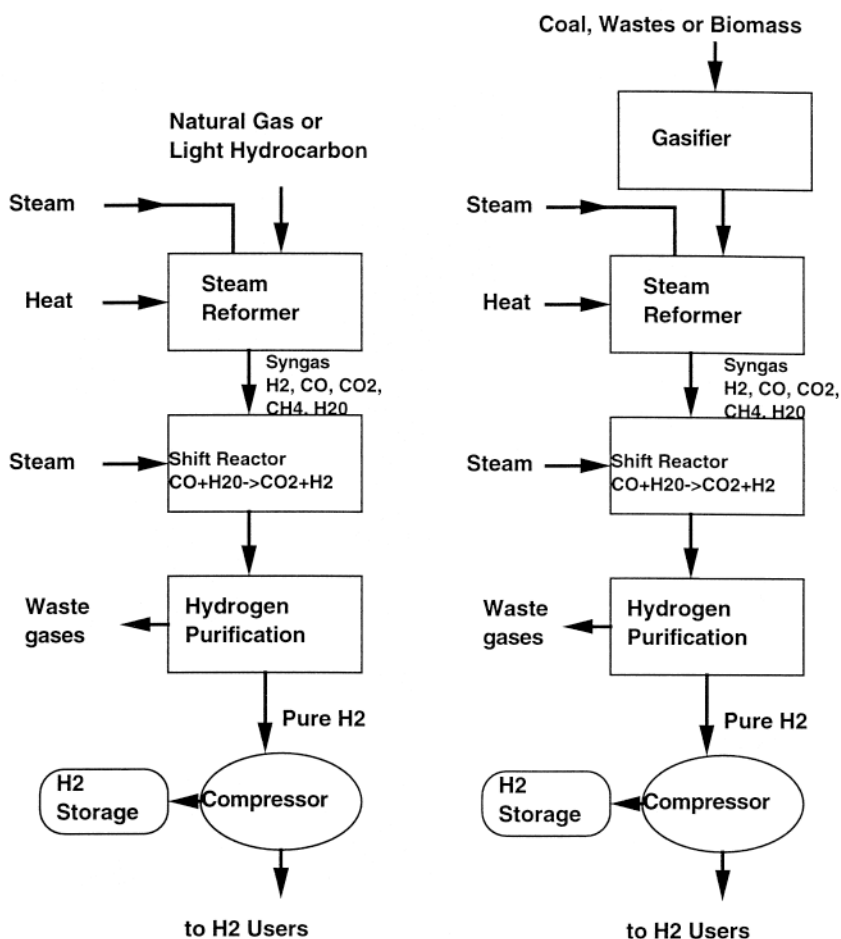 Natural Gas or
Light Hydrocarbon
Steam
Heat
Steam
Reformer
Syngas
H2, CO, CO2,
CH4, H20
Steam
Shift Reactor
CO+H20->CO2+H2
Waste
gases
Hydrogen
Purification
Pure H2
H2
Storage
Compressor
to H2 Users
Coal, Wastes or Biomass
Gasifier
Steam
Heat
Steam
Reformer
Syngas
H2, CO, CO2,
CH4, H20
Steam
Shift Reactor
CO+H20->CO2+H2
Waste
gases
Hydrogen
Purification
Pure H2
H2
Storage
Compressor
to H2 Users